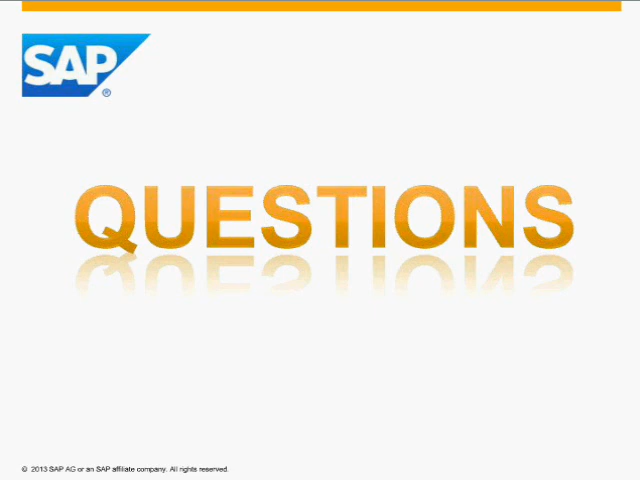 SAP®
QUESTIONS
© 2013 SAP AG or an SAP affiliate company. All rights reserved.